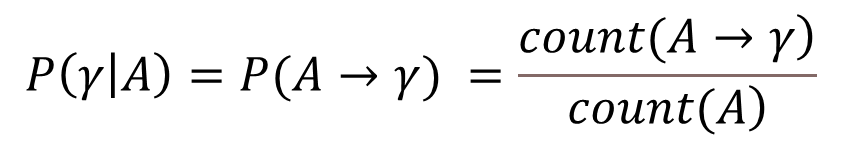 P(γ|A) = P(A → γ) = count(A → γ) / count(A)